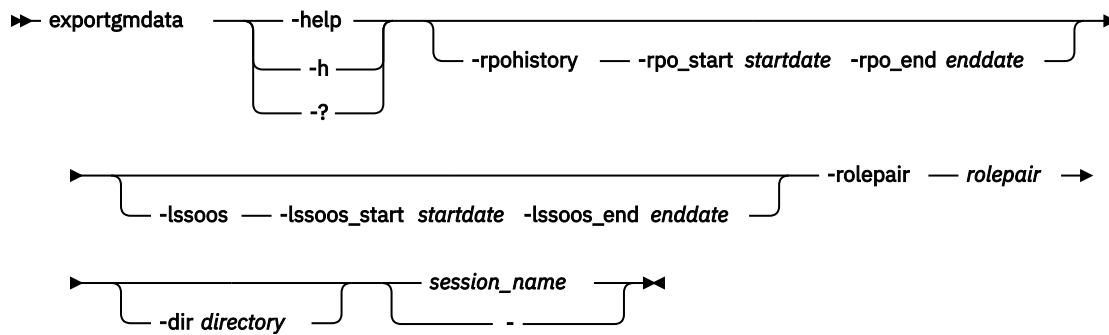 exportgmdata -help
-h
-?
-rpohistory -rpo_start startdate -rpo_end enddate
-lssoos -lssoos_start startdate -lssoos_end enddate
-rolepair rolepair
-dir directory
session_name
-